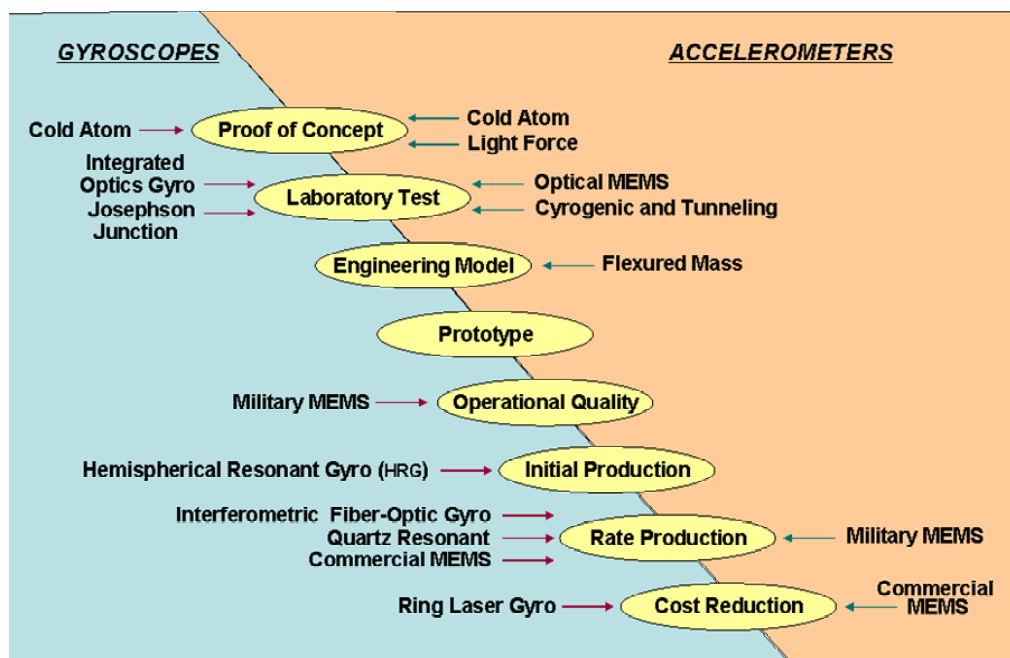 GYROSCOPES
ACCELEROMETERS
Cold Atom
Proof of Concept
Cold Atom
Light Force
Integrated
Optics Gyro
Josephson
Junction
Laboratory Test
Optical MEMS
Cyrogenic and Tunneling
Engineering Model
Flexured Mass
Prototype
Military MEMS
Operational Quality
Hemispherical Resonant Gyro (HRG)
Initial Production
Interferometric Fiber-Optic Gyro
Quartz Resonant
Commercial MEMS
Rate Production
Military MEMS
Ring Laser Gyro
Cost Reduction
Commercial
MEMS